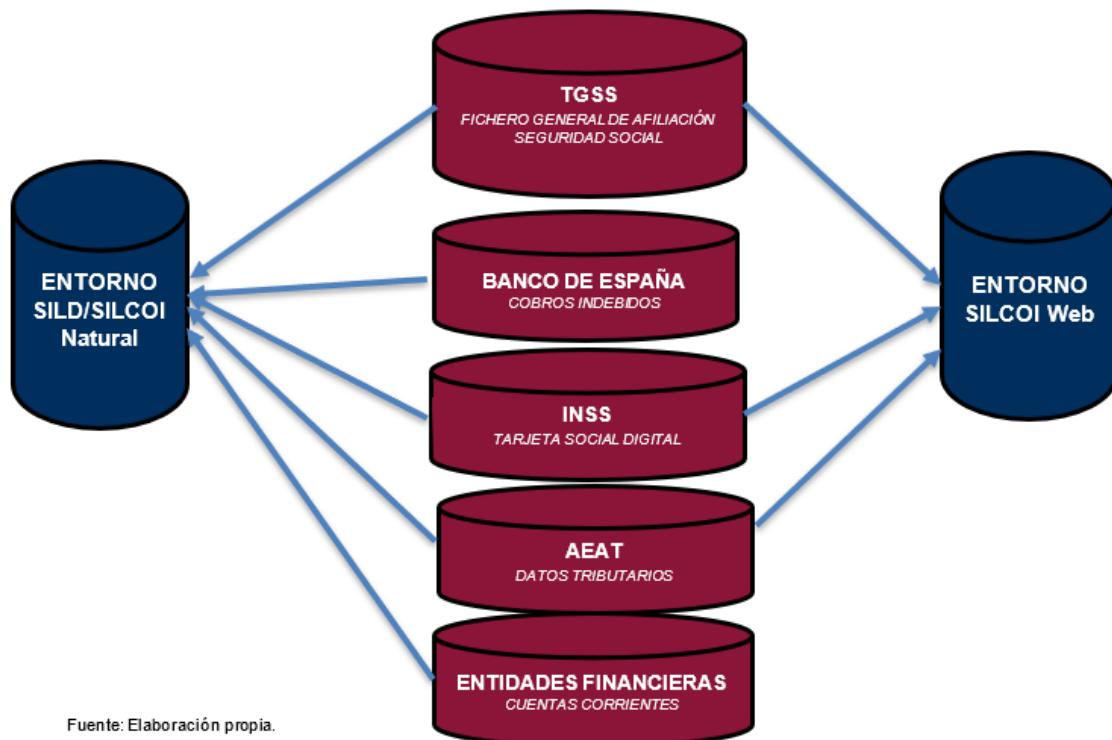 TGSS
FICHERO GENERAL DE AFILIACIÓN
SEGURIDAD SOCIAL
ENTORNO
SILD/SILCOI
Natural
BANCO DE ESPAÑA
COBROS INDEBIDOS
ENTORNO
SILCOI Web
INSS
TARJETA SOCIAL DIGITAL
AEAT
DATOS TRIBUTARIOS
ENTIDADES FINANCIERAS
CUENTAS CORRIENTES
Fuente: Elaboración propia.